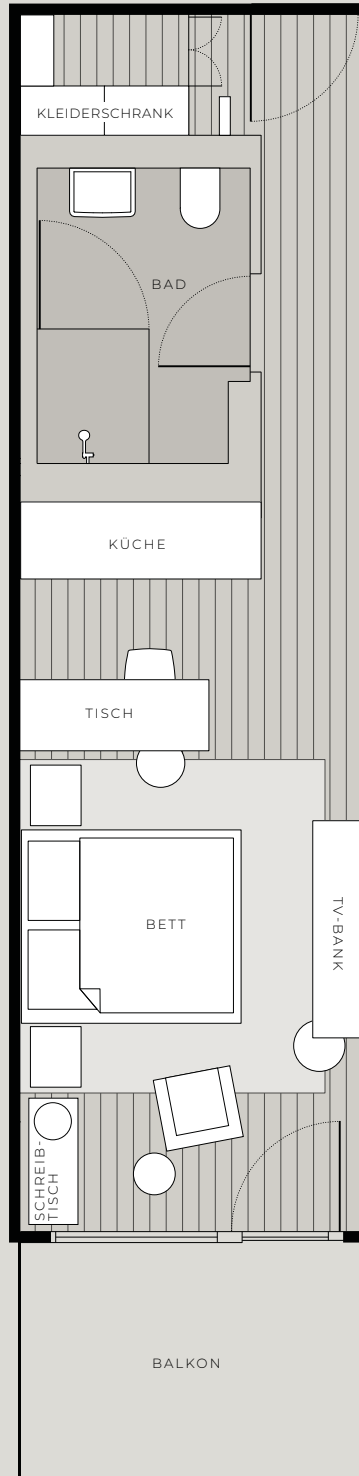 KLEIDERSCHRANK
BAD
KÜCHE
TISCH
BETT
TV-BANK
SCHREIB-
TISCH
BALKON